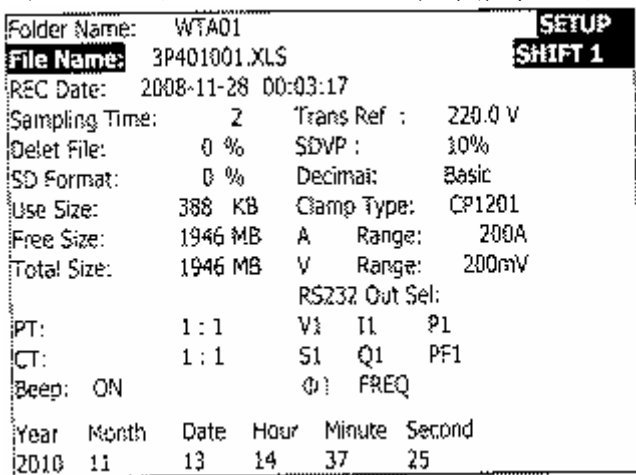 Folder Name: WTA01 SETUP
File Name: 3P401001.XLS SHIFT 1
REC Date: 2008-11-28 00:03:17
Sampling Time: 2 Trans Ref : 220.0 V
Delet File: 0 % SDVP : 10%
SD Format: 0 % Decimal: Basic
Use Size: 388 KB Clamp Type: CP1201
Free Size: 1946 MB A Range: 200A
Total Size: 1946 MB V Range: 200mV
RS232 Out Sel:
PT: 1 : 1 V1 I1 P1
CT: 1 : 1 S1 Q1 PF1
Beep: ON Φ1 FREQ
Year Month Date Hour Minute Second
2010 11 13 14 37 25